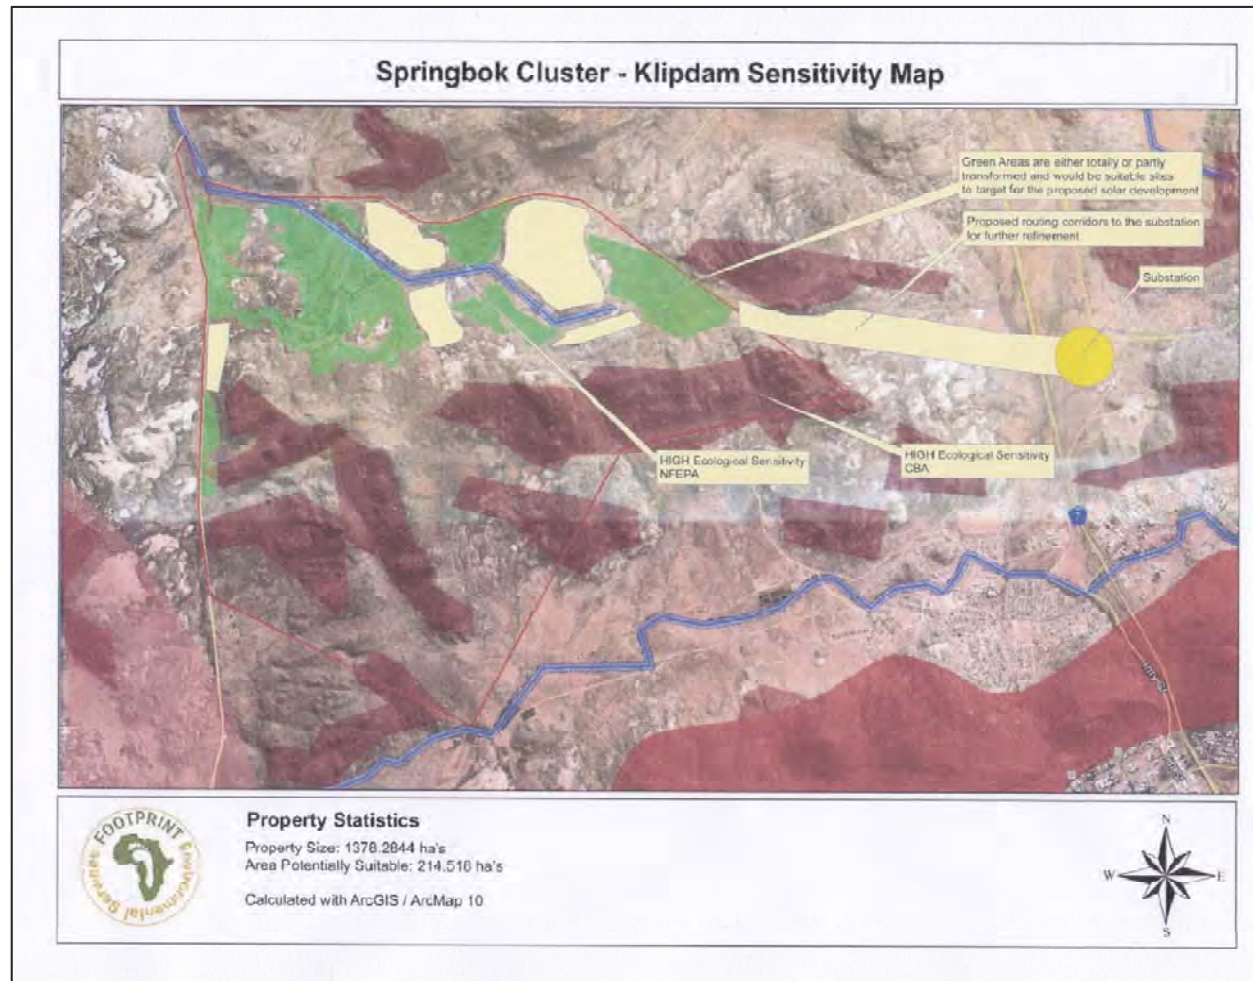 Springbok Cluster - Klipdam Sensitivity Map
Green Areas are either totally or partly
transformed and would be suitable sites
to target for the proposed solar development
Proposed routing corridors to the substation
for further refinement
Substation
HIGH Ecological Sensitivity
NFEPA
HIGH Ecological Sensitivity
CBA
7
FOOTPRINT
Environmental Services
Property Statistics
Property Size: 1378.2844 ha's
Area Potentially Suitable: 214.516 ha's
Calculated with ArcGIS / ArcMap 10
N
W
E
S